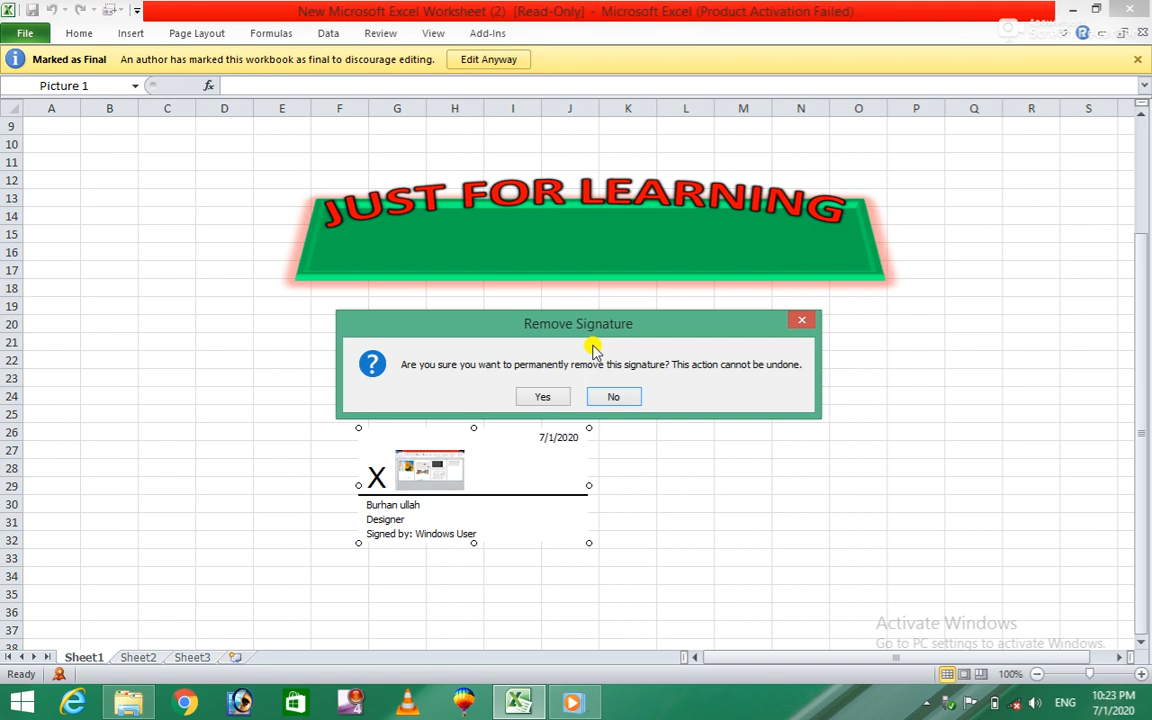 New Microsoft Excel Worksheet (2) [Read-Only] - Microsoft Excel (Product Activation Failed)
File Home Insert Page Layout Formulas Data Review View Add-Ins
Marked as Final An author has marked this workbook as final to discourage editing. Edit Anyway
Picture 1 fx
A B C D E F G H I J K L M N O P Q R S
9
10
11
12
JUST FOR LEARNING
13
14
15
16
17
18
19
20
Remove Signature
21
22
Are you sure you want to permanently remove this signature? This action cannot be undone.
23
24
Yes No
25
26
7/1/2020
27
28
X
29
30
Burhan ullah
31
Designer
32
Signed by: Windows User
33
34
35
36
37
38
Activate Windows
Go to PC settings to activate Windows.
Sheet1 Sheet2 Sheet3
Ready 100%
ENG
10:23 PM
7/1/2020